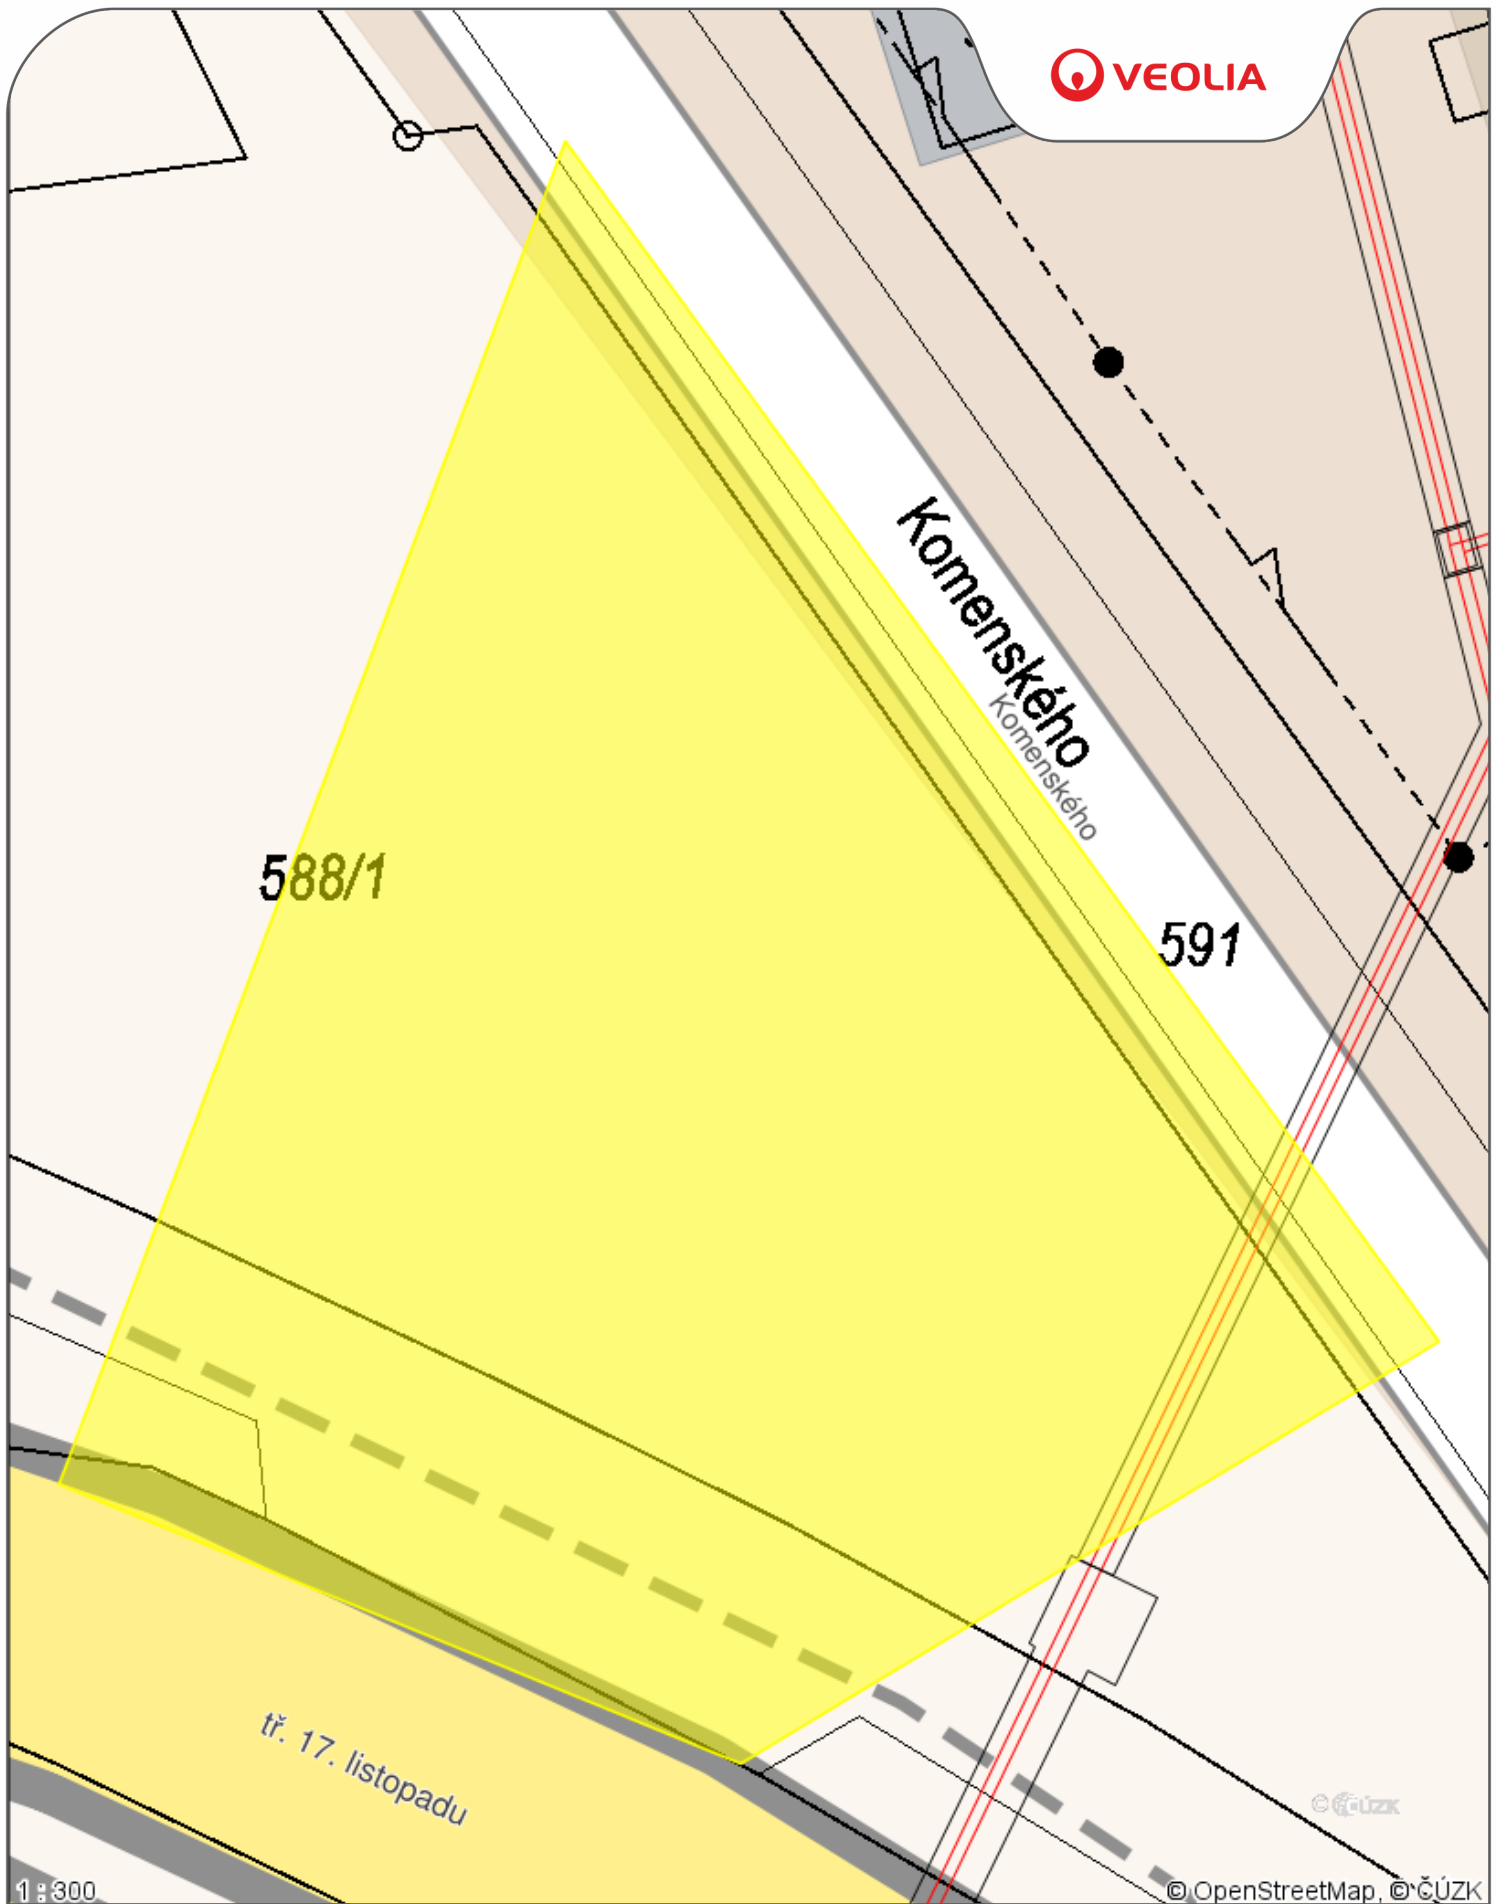 VEOLIA
Komenského
Komenského
588/1
591
tř. 17. listopadu
© ČÚZK
1 : 300
© OpenStreetMap, © ČÚZK